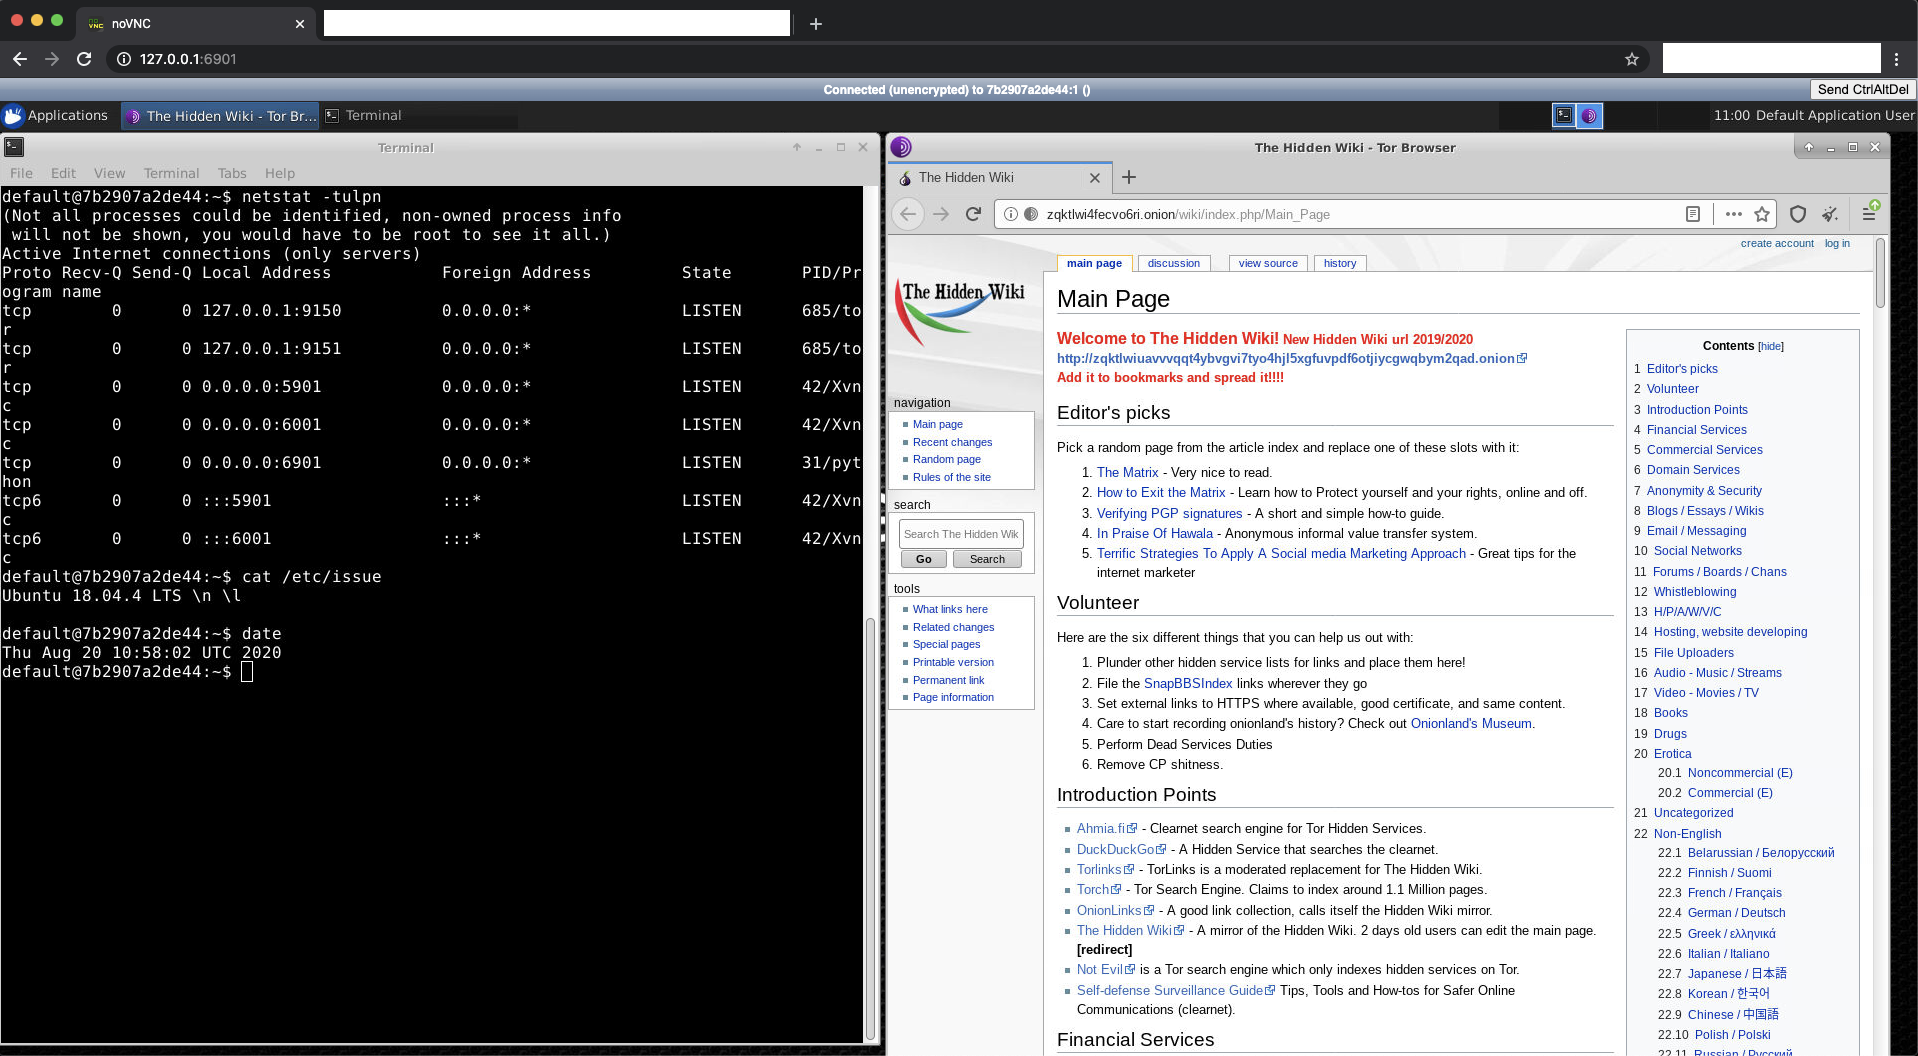 noVNC
127.0.0.1:6901
Connected (unencrypted) to 7b2907a2de44:1 ()
Send CtrlAltDel
Applications
The Hidden Wiki - Tor Br...
Terminal
11:00 Default Application User
Terminal
File Edit View Terminal Tabs Help
default@7b2907a2de44:~$ netstat -tulpn
(Not all processes could be identified, non-owned process info
will not be shown, you would have to be root to see it all.)
Active Internet connections (only servers)
Proto Recv-Q Send-Q Local Address Foreign Address State PID/Pr
ogram name
tcp 0 0 127.0.0.1:9150 0.0.0.0:* LISTEN 685/to
r
tcp 0 0 127.0.0.1:9151 0.0.0.0:* LISTEN 685/to
r
tcp 0 0 0.0.0.0:5901 0.0.0.0:* LISTEN 42/Xvn
c
tcp 0 0 0.0.0.0:6001 0.0.0.0:* LISTEN 42/Xvn
c
tcp 0 0 0.0.0.0:6901 0.0.0.0:* LISTEN 31/pyt
hon
tcp6 0 0 :::5901 :::* LISTEN 42/Xvn
c
tcp6 0 0 :::6001 :::* LISTEN 42/Xvn
c
default@7b2907a2de44:~$ cat /etc/issue
Ubuntu 18.04.4 LTS \n \l
default@7b2907a2de44:~$ date
Thu Aug 20 10:58:02 UTC 2020
default@7b2907a2de44:~$
The Hidden Wiki - Tor Browser
The Hidden Wiki
zqktlwi4fecvo6ri.onion/wiki/index.php/Main_Page
create account log in
main page discussion view source history
The Hidden Wiki
navigation
Main page
Recent changes
Random page
Rules of the site
search
Search The Hidden Wik
Go Search
tools
What links here
Related changes
Special pages
Printable version
Permanent link
Page information
Main Page
Welcome to The Hidden Wiki! New Hidden Wiki url 2019/2020
http://zqktlwiuavvvqqt4ybvgvi7tyo4hjl5xgfuvpdf6otjiycgwqbym2qad.onion
Add it to bookmarks and spread it!!!!
Editor's picks
Pick a random page from the article index and replace one of these slots with it:
1. The Matrix - Very nice to read.
2. How to Exit the Matrix - Learn how to Protect yourself and your rights, online and off.
3. Verifying PGP signatures - A short and simple how-to guide.
4. In Praise Of Hawala - Anonymous informal value transfer system.
5. Terrific Strategies To Apply A Social media Marketing Approach - Great tips for the
internet marketer
Volunteer
Here are the six different things that you can help us out with:
1. Plunder other hidden service lists for links and place them here!
2. File the SnapBBSIndex links wherever they go
3. Set external links to HTTPS where available, good certificate, and same content.
4. Care to start recording onionland's history? Check out Onionland's Museum.
5. Perform Dead Services Duties
6. Remove CP shitness.
Introduction Points
Ahmia.fi - Clearnet search engine for Tor Hidden Services.
DuckDuckGo - A Hidden Service that searches the clearnet.
Torlinks - TorLinks is a moderated replacement for The Hidden Wiki.
Torch - Tor Search Engine. Claims to index around 1.1 Million pages.
OnionLinks - A good link collection, calls itself the Hidden Wiki mirror.
The Hidden Wiki - A mirror of the Hidden Wiki. 2 days old users can edit the main page.
[redirect]
Not Evil is a Tor search engine which only indexes hidden services on Tor.
Self-defense Surveillance Guide Tips, Tools and How-tos for Safer Online
Communications (clearnet).
Financial Services
Contents [hide]
1 Editor's picks
2 Volunteer
3 Introduction Points
4 Financial Services
5 Commercial Services
6 Domain Services
7 Anonymity & Security
8 Blogs / Essays / Wikis
9 Email / Messaging
10 Social Networks
11 Forums / Boards / Chans
12 Whistleblowing
13 H/P/A/W/V/C
14 Hosting, website developing
15 File Uploaders
16 Audio - Music / Streams
17 Video - Movies / TV
18 Books
19 Drugs
20 Erotica
20.1 Noncommercial (E)
20.2 Commercial (E)
21 Uncategorized
22 Non-English
22.1 Belarussian / Белорусский
22.2 Finnish / Suomi
22.3 French / Français
22.4 German / Deutsch
22.5 Greek / ελληνικά
22.6 Italian / Italiano
22.7 Japanese / 日本語
22.8 Korean / 한국어
22.9 Chinese / 中国語
22.10 Polish / Polski
22.11 Russian / Русский